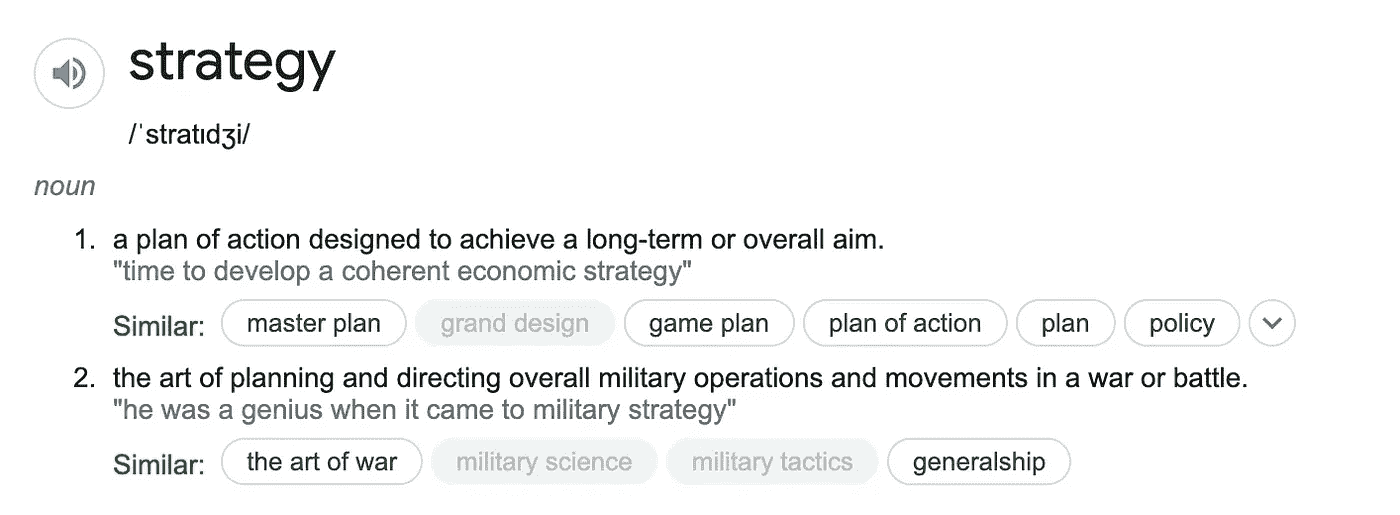 strategy
/ˈstratɪdʒi/
noun
1. a plan of action designed to achieve a long-term or overall aim.
"time to develop a coherent economic strategy"
Similar: master plan grand design game plan plan of action plan policy
2. the art of planning and directing overall military operations and movements in a war or battle.
"he was a genius when it came to military strategy"
Similar: the art of war military science military tactics generalship